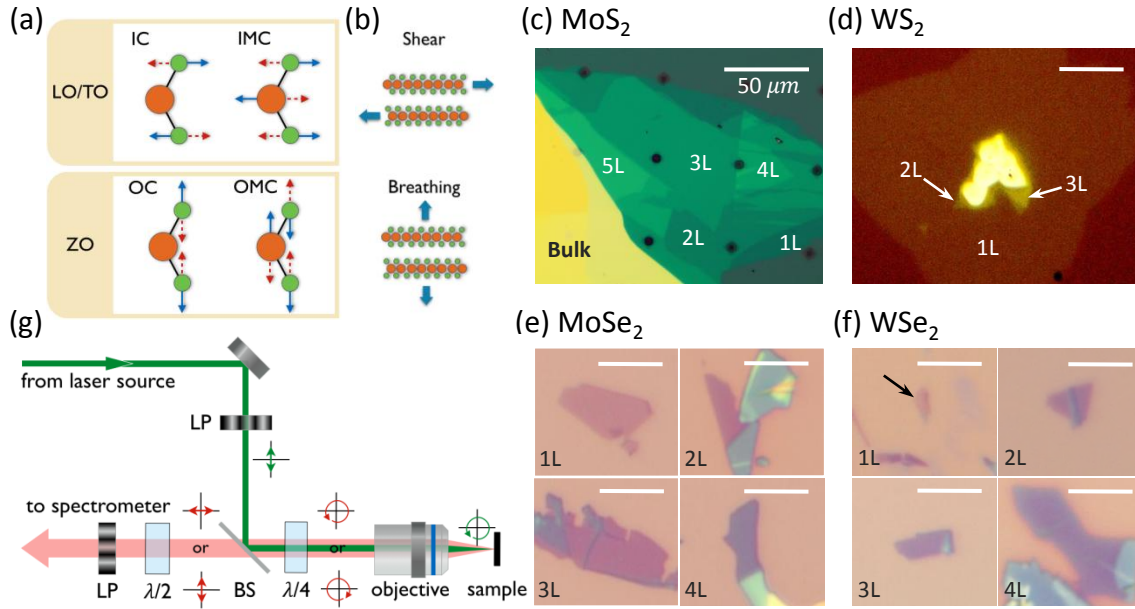 (a)
IC
IMC
LO/TO
OC
OMC
ZO
(b)
Shear
Breathing
(c) MoS₂
50 μm
5L
3L
4L
2L
1L
Bulk
(d) WS₂
2L
3L
1L
(g)
from laser source
LP
to spectrometer
or
or
LP
λ/2
BS
λ/4
objective
sample
(e) MoSe₂
1L
2L
3L
4L
(f) WSe₂
1L
2L
3L
4L